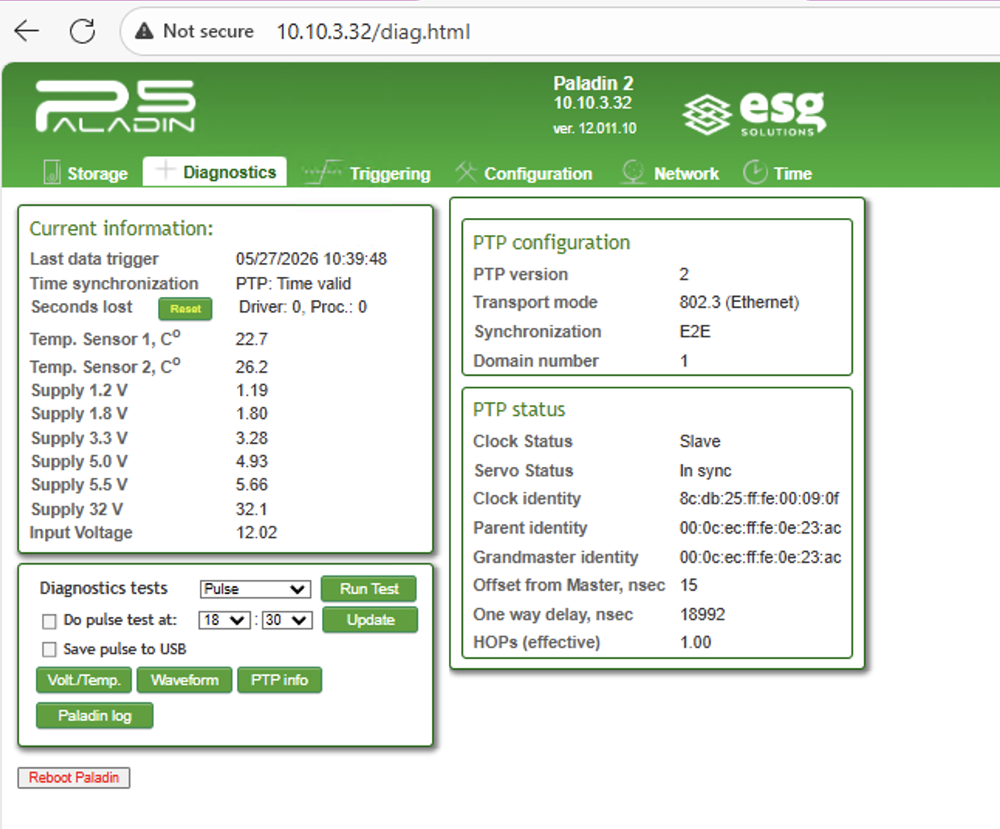 Not secure 10.10.3.32/diag.html
PS
PALADIN
Paladin 2
10.10.3.32
ver. 12.011.10
esg
SOLUTIONS
Storage Diagnostics Triggering Configuration Network Time
Current information:
Last data trigger 05/27/2026 10:39:48
Time synchronization PTP: Time valid
Seconds lost Reset Driver: 0, Proc.: 0
Temp. Sensor 1, C° 22.7
Temp. Sensor 2, C° 26.2
Supply 1.2 V 1.19
Supply 1.8 V 1.80
Supply 3.3 V 3.28
Supply 5.0 V 4.93
Supply 5.5 V 5.66
Supply 32 V 32.1
Input Voltage 12.02
Diagnostics tests Pulse Run Test
Do pulse test at: 18 : 30 Update
Save pulse to USB
Volt./Temp. Waveform PTP info
Paladin log
Reboot Paladin
PTP configuration
PTP version 2
Transport mode 802.3 (Ethernet)
Synchronization E2E
Domain number 1
PTP status
Clock Status Slave
Servo Status In sync
Clock identity 8c:db:25:ff:fe:00:09:0f
Parent identity 00:0c:ec:ff:fe:0e:23:ac
Grandmaster identity 00:0c:ec:ff:fe:0e:23:ac
Offset from Master, nsec 15
One way delay, nsec 18992
HOPs (effective) 1.00